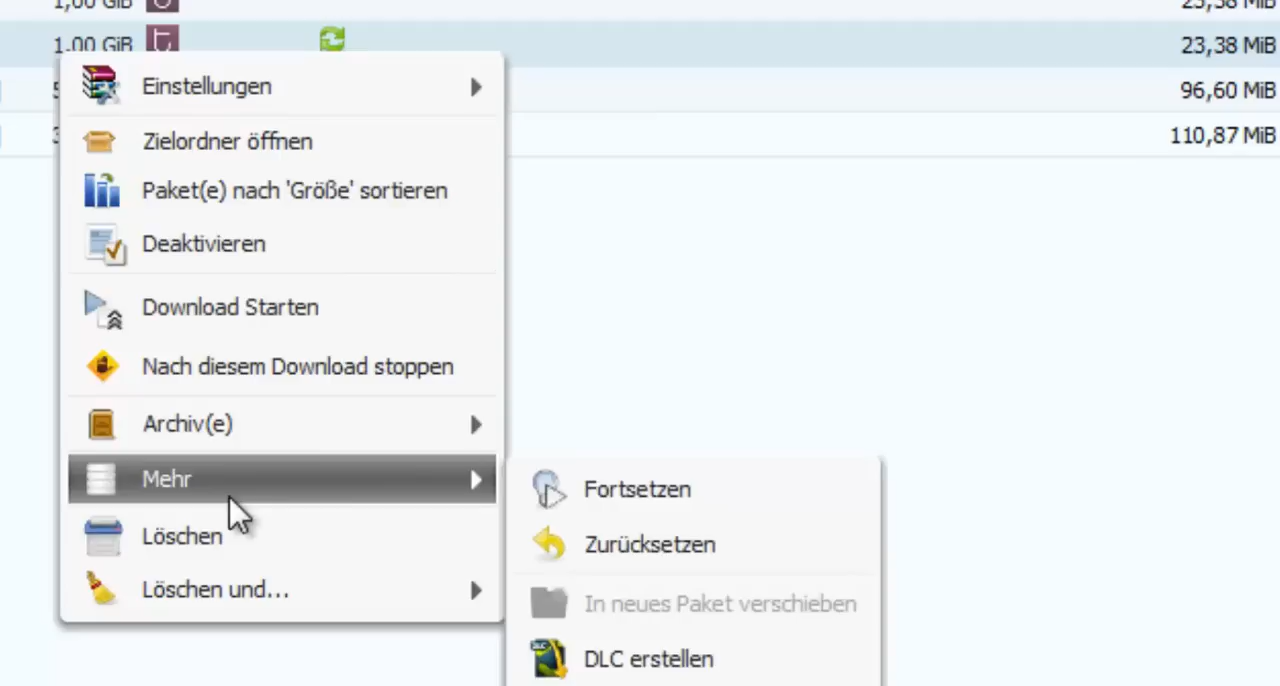 1,00 GiB 23,38 MiB
1,00 GiB 23,38 MiB
96,60 MiB
110,87 MiB
Einstellungen
Zielordner öffnen
Paket(e) nach 'Größe' sortieren
Deaktivieren
Download Starten
Nach diesem Download stoppen
Archiv(e)
Mehr
Löschen
Löschen und...
Fortsetzen
Zurücksetzen
In neues Paket verschieben
DLC erstellen